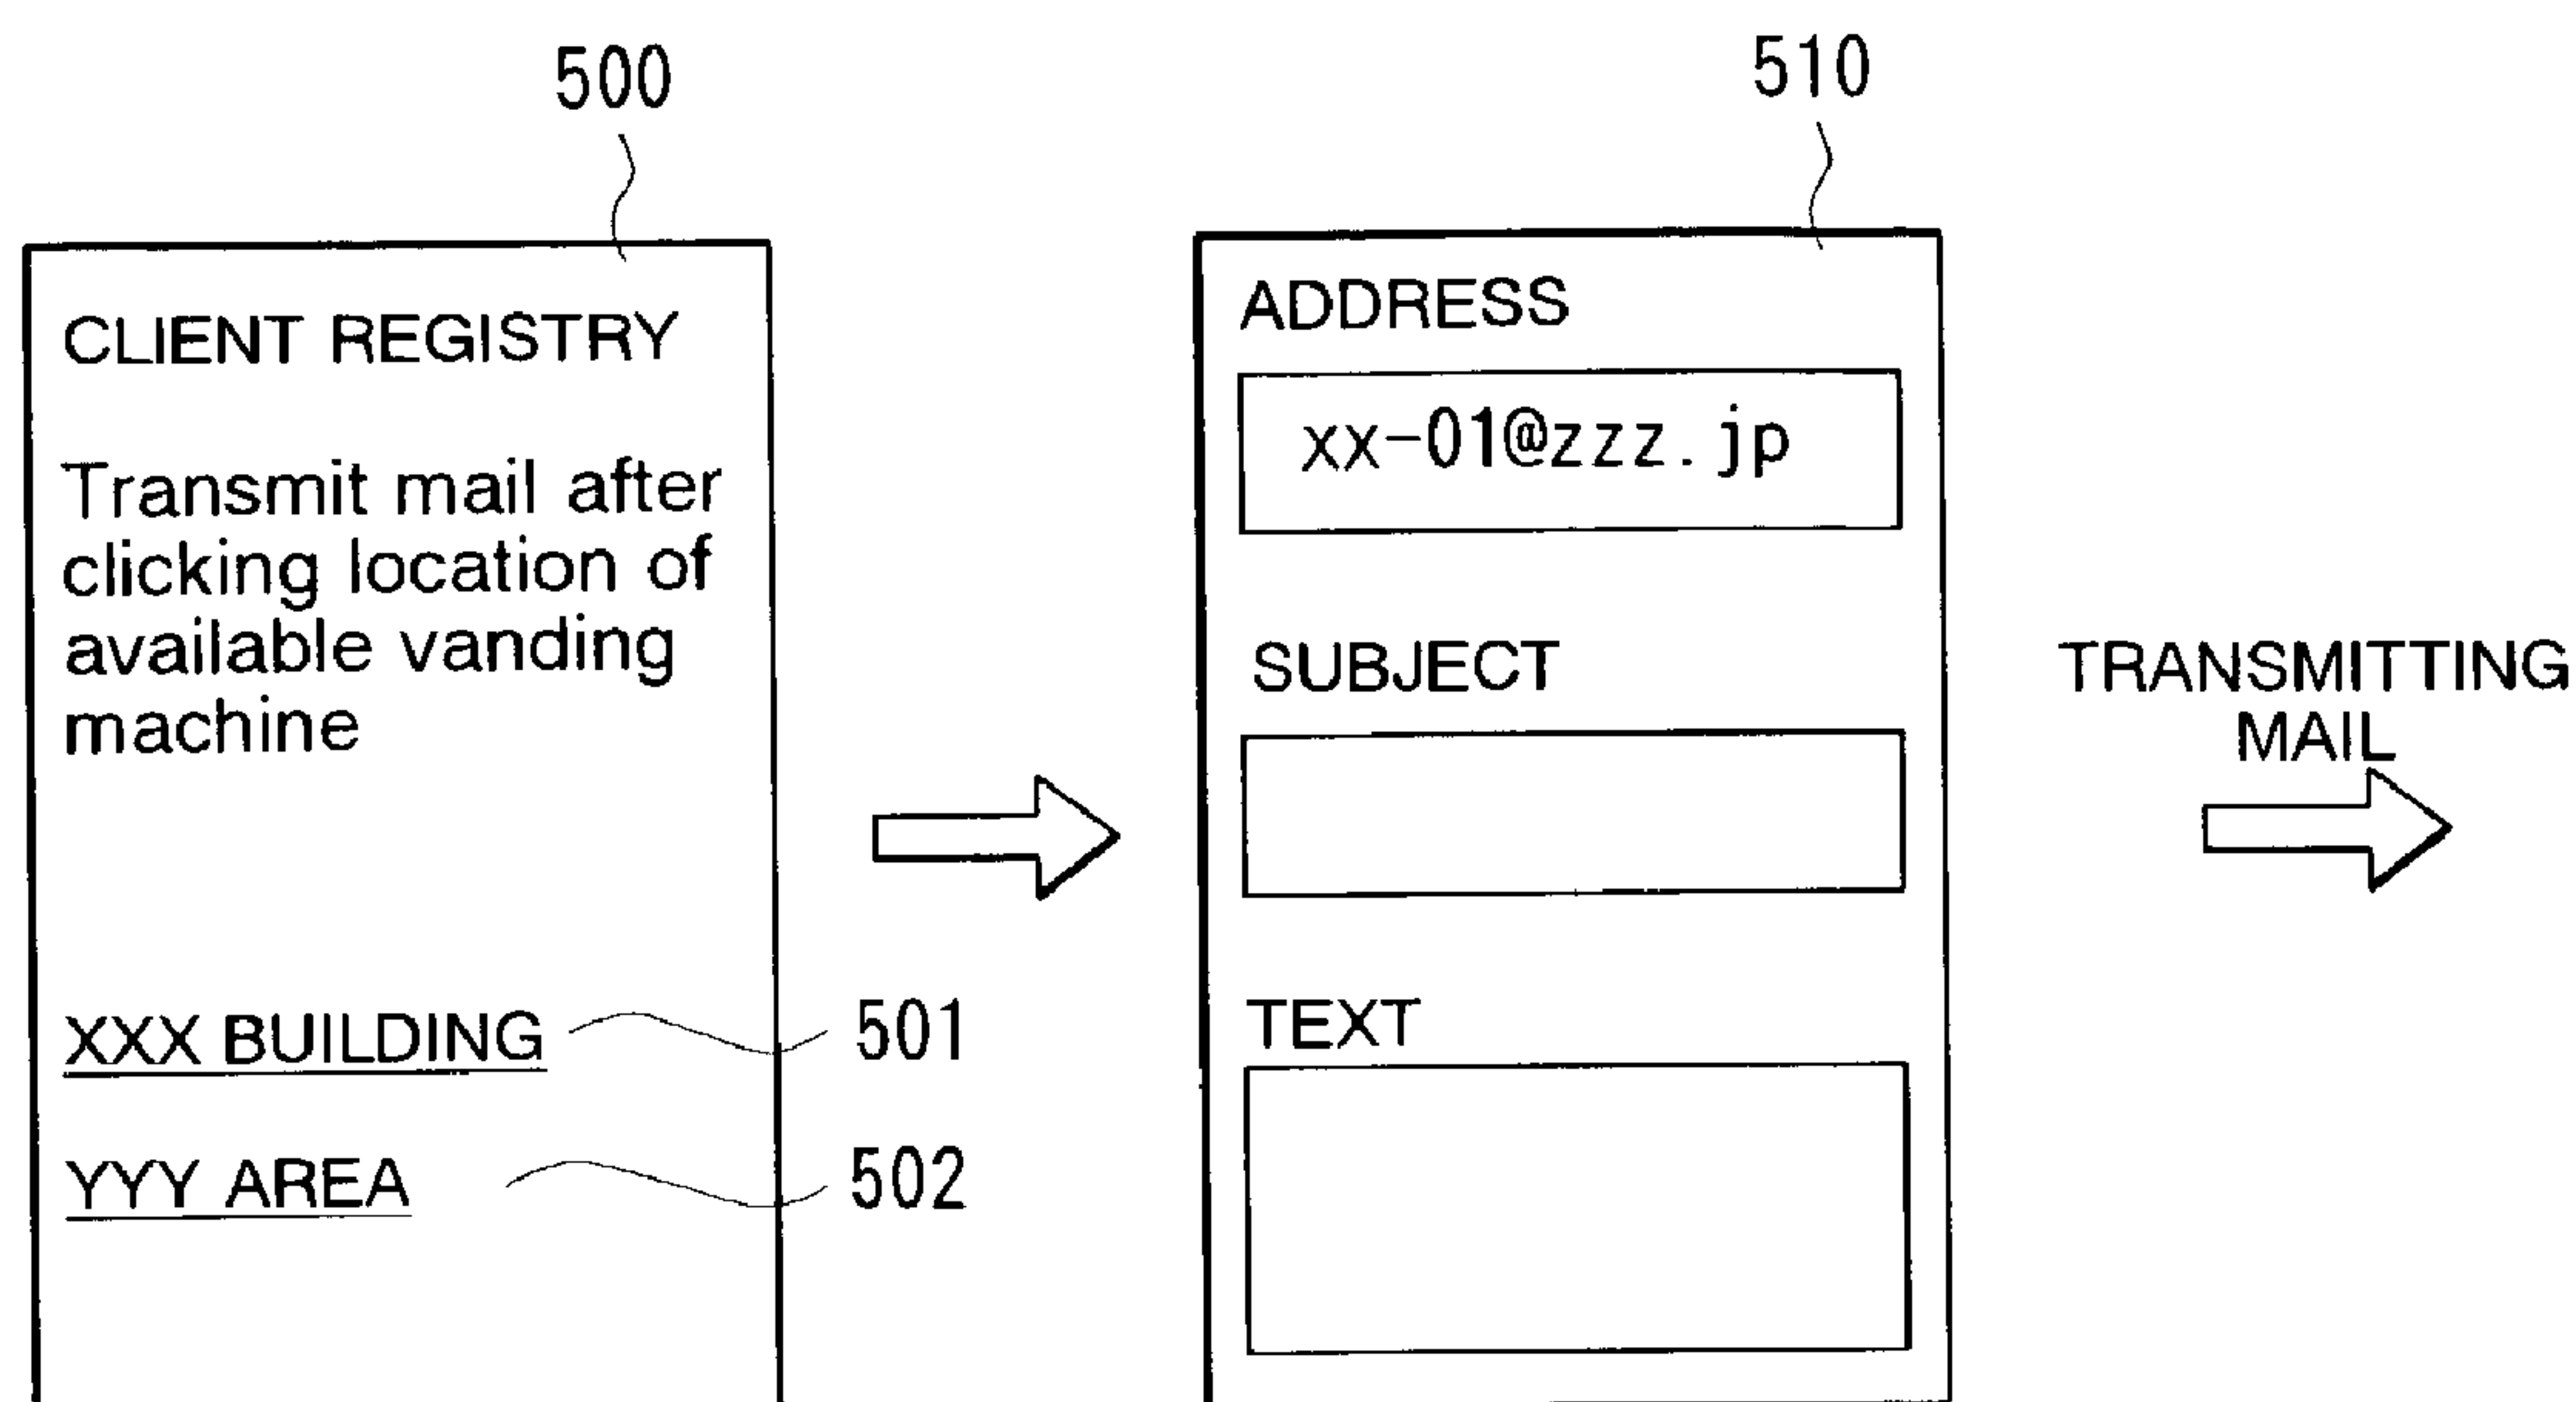 500
CLIENT REGISTRY
Transmit mail after
clicking location of
available vanding
machine
XXX BUILDING
501
YYY AREA
502
510
ADDRESS
xx-01@zzz.jp
SUBJECT
TEXT
TRANSMITTING
MAIL